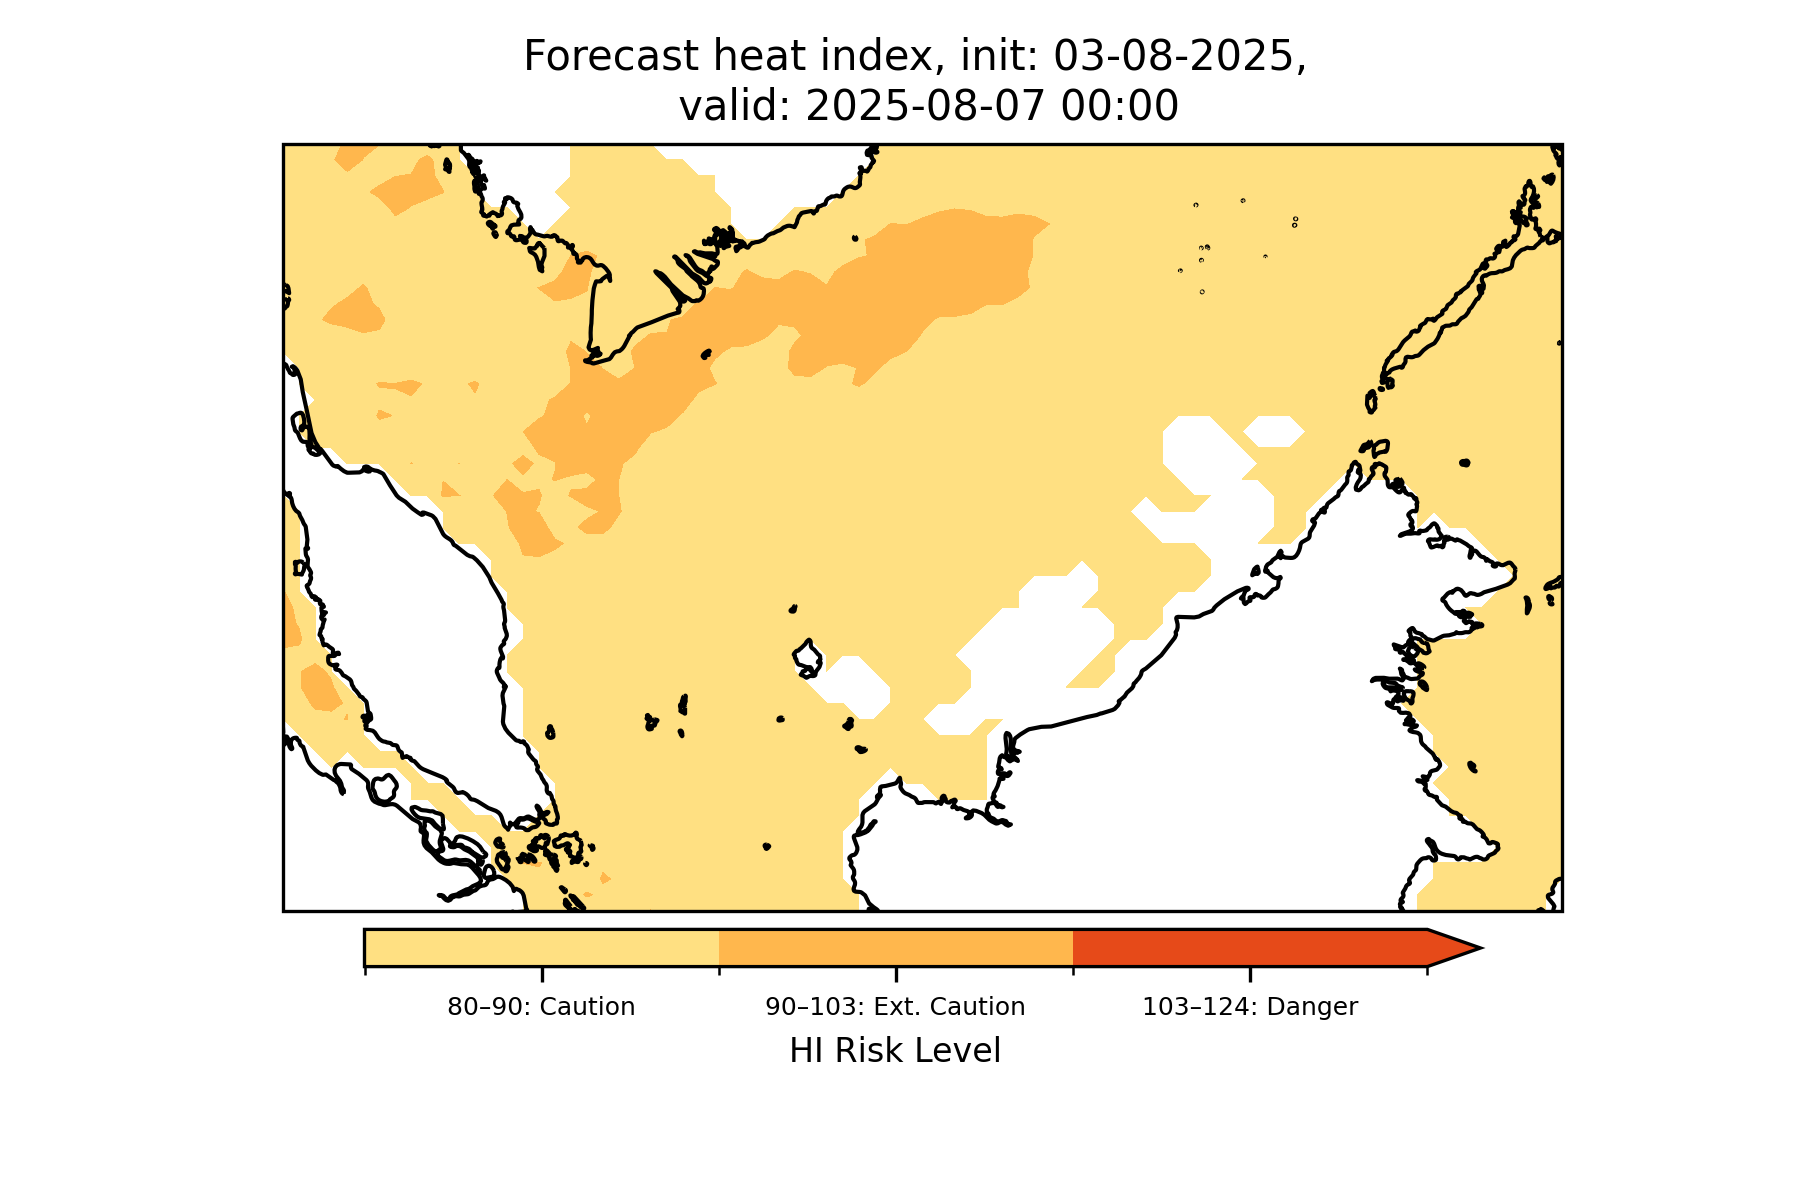 Forecast heat index, init: 03-08-2025,
valid: 2025-08-07 00:00
80–90: Caution
90–103: Ext. Caution
103–124: Danger
HI Risk Level